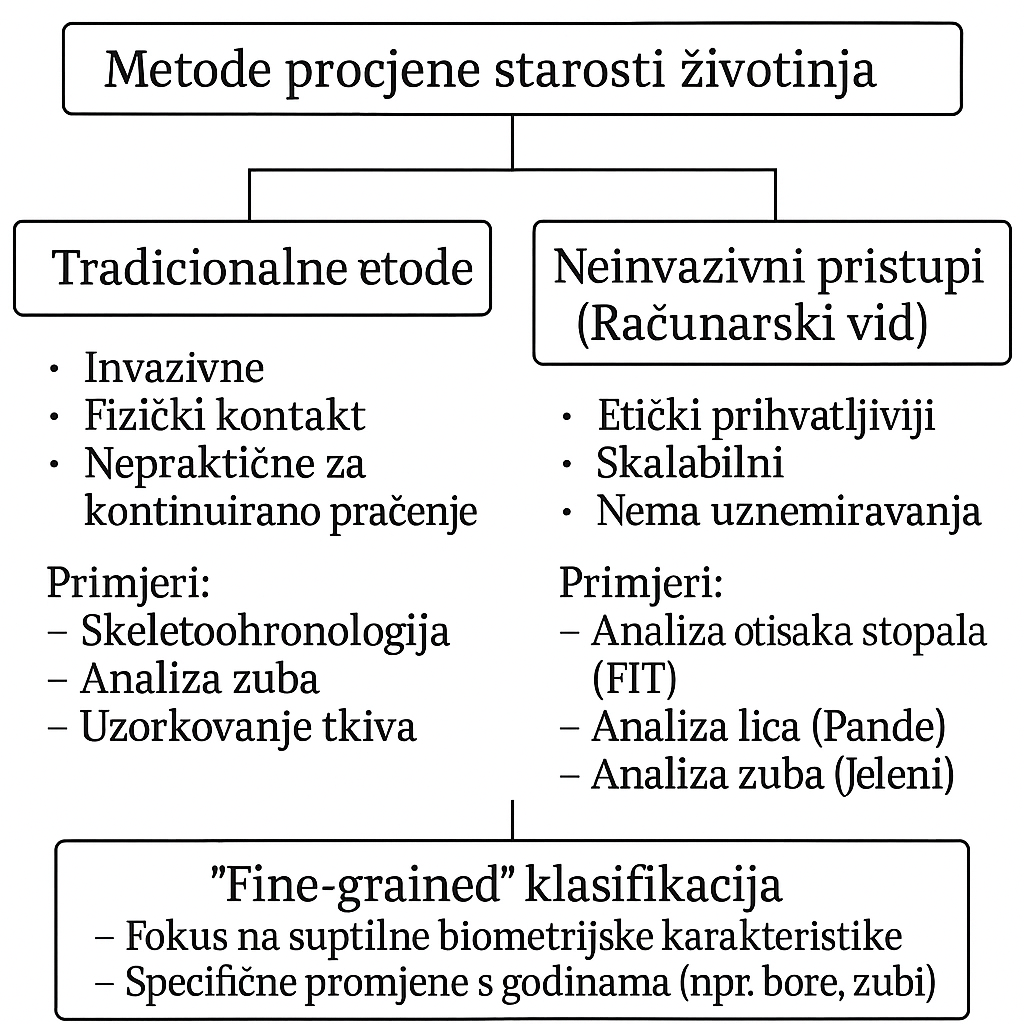 Metode procjene starosti životinja
Tradicionalne etode
• Invazivne
• Fizički kontakt
• Nepraktične za
kontinuirano pračenje
Primjeri:
– Skeletoohronologija
– Analiza zuba
– Uzorkovanje tkiva
Neinvazivni pristupi
(Računarski vid)
• Etički prihvatljiviji
• Skalabilni
• Nema uznemiravanja
Primjeri:
– Analiza otisaka stopala
(FIT)
– Analiza lica (Pande)
– Analiza zuba (Jeleni)
”Fine-grained” klasifikacija
– Fokus na suptilne biometrijske karakteristike
– Specifične promjene s godinama (npr. bore, zubi)